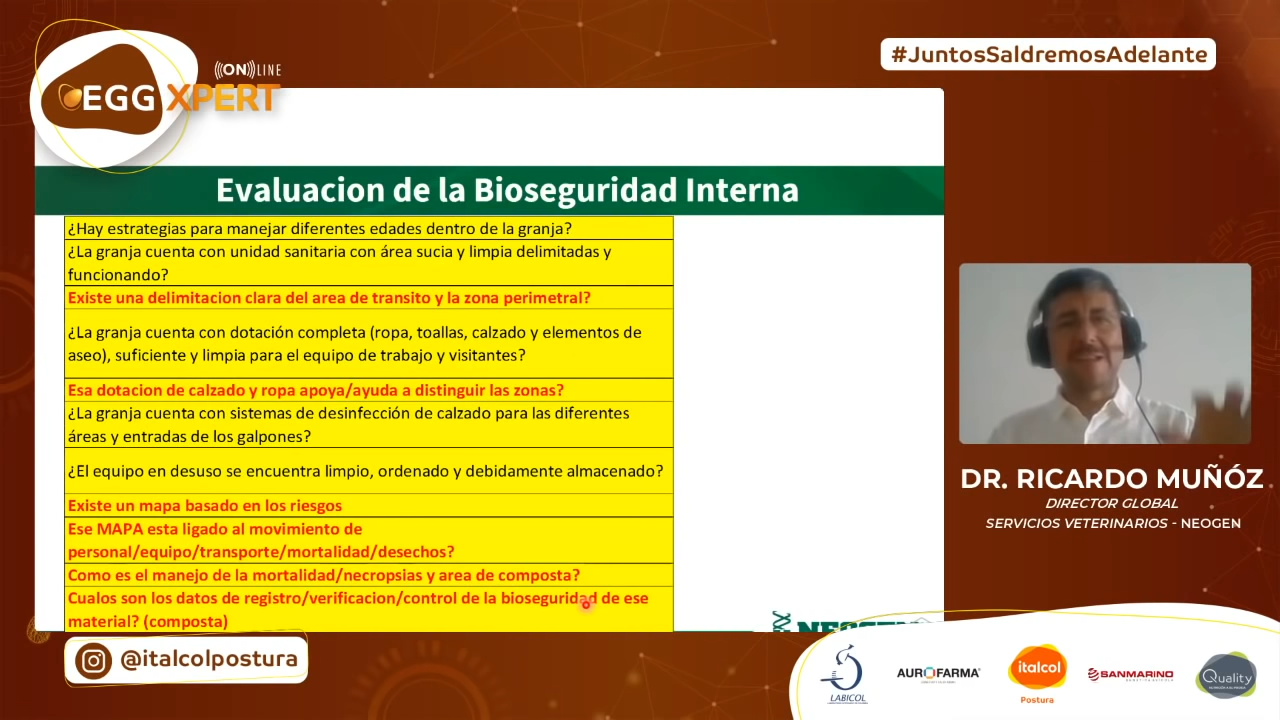 ((ON))LINE
EGG XPERT
#JuntosSaldremosAdelante
Evaluacion de la Bioseguridad Interna
¿Hay estrategias para manejar diferentes edades dentro de la granja?
¿La granja cuenta con unidad sanitaria con área sucia y limpia delimitadas y
funcionando?
Existe una delimitacion clara del area de transito y la zona perimetral?
¿La granja cuenta con dotación completa (ropa, toallas, calzado y elementos de
aseo), suficiente y limpia para el equipo de trabajo y visitantes?
Esa dotacion de calzado y ropa apoya/ayuda a distinguir las zonas?
¿La granja cuenta con sistemas de desinfección de calzado para las diferentes
áreas y entradas de los galpones?
¿El equipo en desuso se encuentra limpio, ordenado y debidamente almacenado?
Existe un mapa basado en los riesgos
Ese MAPA esta ligado al movimiento de
personal/equipo/transporte/mortalidad/desechos?
Como es el manejo de la mortalidad/necropsias y area de composta?
Cualos son los datos de registro/verificacion/control de la bioseguridad de ese
material? (composta)
DR. RICARDO MUÑÓZ
DIRECTOR GLOBAL
SERVICIOS VETERINARIOS - NEOGEN
NEOGEN
@italcolpostura
LABICOL
AUROFARMA
italcol
Postura
SANMARINO
Quality